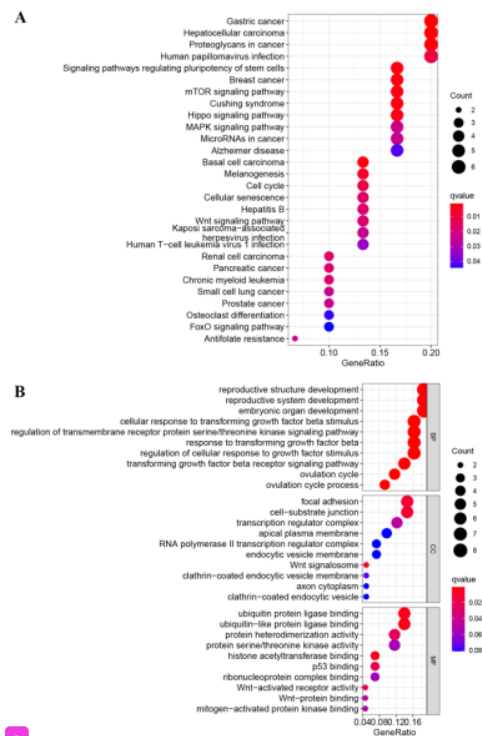 A
Gastric cancer
Hepatocellular carcinoma
Proteoglycans in cancer
Human papillomavirus infection
Signaling pathways regulating pluripotency of stem cells
Breast cancer
mTOR signaling pathway
Cushing syndrome
Hippo signaling pathway
MAPK signaling pathway
MicroRNAs in cancer
Alzheimer disease
Basal cell carcinoma
Melanogenesis
Cell cycle
Cellular senescence
Hepatitis B
Wnt signaling pathway
Kaposi sarcoma-associated
herpesvirus infection
Human T-cell leukemia virus 1 infection
Renal cell carcinoma
Pancreatic cancer
Chronic myeloid leukemia
Small cell lung cancer
Prostate cancer
Osteoclast differentiation
FoxO signaling pathway
Antifolate resistance
0.10 0.15 0.20
GeneRatio
Count
2
3
4
5
6
qvalue
0.01
0.02
0.03
0.04
B
reproductive structure development
reproductive system development
embryonic organ development
cellular response to transforming growth factor beta stimulus
regulation of transmembrane receptor protein serine/threonine kinase signaling pathway
response to transforming growth factor beta
regulation of cellular response to growth factor stimulus
transforming growth factor beta receptor signaling pathway
ovulation cycle
ovulation cycle process
BP
focal adhesion
cell-substrate junction
transcription regulator complex
apical plasma membrane
RNA polymerase II transcription regulator complex
endocytic vesicle membrane
Wnt signalosome
clathrin-coated endocytic vesicle membrane
axon cytoplasm
clathrin-coated endocytic vesicle
CC
ubiquitin protein ligase binding
ubiquitin-like protein ligase binding
protein heterodimerization activity
protein serine/threonine kinase activity
histone acetyltransferase binding
p53 binding
ribonucleoprotein complex binding
Wnt-activated receptor activity
Wnt-protein binding
mitogen-activated protein kinase binding
MF
0.040.080.120.16
GeneRatio
Count
2
3
4
5
6
7
8
qvalue
0.02
0.04
0.06
0.08